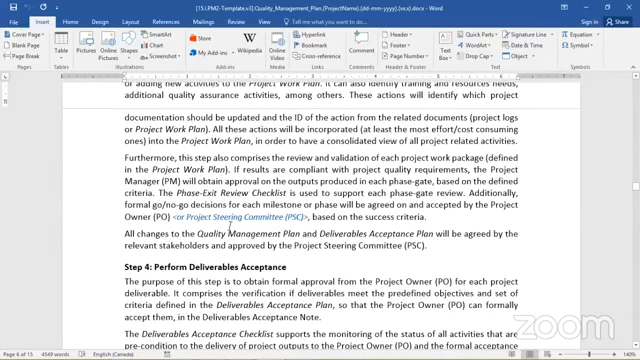 [15.I.PM2-Template.v3].Quality_Management_Plan.(ProjectName).(dd-mm-yyyy).(vx.x).docx - Word
File Insert Design Layout References Mailings Review View Tell me what you want to do...
Cover Page
Blank Page
Page Break
Table
Pictures Online Pictures Shapes
SmartArt
Chart
Screenshot
Store
My Add-ins
Wikipedia
Online Video
Hyperlink
Bookmark
Cross-reference
Comment
Header
Footer
Page Number
Text Box
Quick Parts
WordArt
Drop Cap
Signature Line
Date & Time
Object
Equation
Symbol
Pages Tables Illustrations Add-ins Media Links Comments Header & Footer Text Symbols
or adding new activities to the Project Work Plan. It can also identify training and resources needs,
additional quality assurance activities, among others. These actions will identify which project
documentation should be updated and the ID of the action from the related documents (project logs
or Project Work Plan). All these actions will be incorporated (at least the most effort/cost consuming
ones) into the Project Work Plan, in order to have a consolidated view of all project related activities.
Furthermore, this step also comprises the review and validation of each project work package (defined
in the Project Work Plan). If results are compliant with project quality requirements, the Project
Manager (PM) will obtain approval on the outputs produced in each phase-gate, based on the defined
criteria. The Phase-Exit Review Checklist is used to support each phase-gate review. Additionally,
formal go/no-go decisions for each milestone or phase will be agreed on and accepted by the Project
Owner (PO) <or Project Steering Committee (PSC)>, based on the success criteria.
All changes to the Quality Management Plan and Deliverables Acceptance Plan will be agreed by the
relevant stakeholders and approved by the Project Steering Committee (PSC).
Step 4: Perform Deliverables Acceptance
The purpose of this step is to obtain formal approval from the Project Owner (PO) for each project
deliverable. It comprises the verification if deliverables meet the predefined objectives and set of
criteria defined in the Deliverables Acceptance Plan, so that the Project Owner (PO) can formally
accept them, in the Deliverables Acceptance Note.
The Deliverables Acceptance Checklist supports the monitoring of the status of all activities that are
pre-condition to the delivery of project outputs to the Project Owner (PO) and the formal acceptance
Page 6 of 15 4549 words English (Canada)
zoom